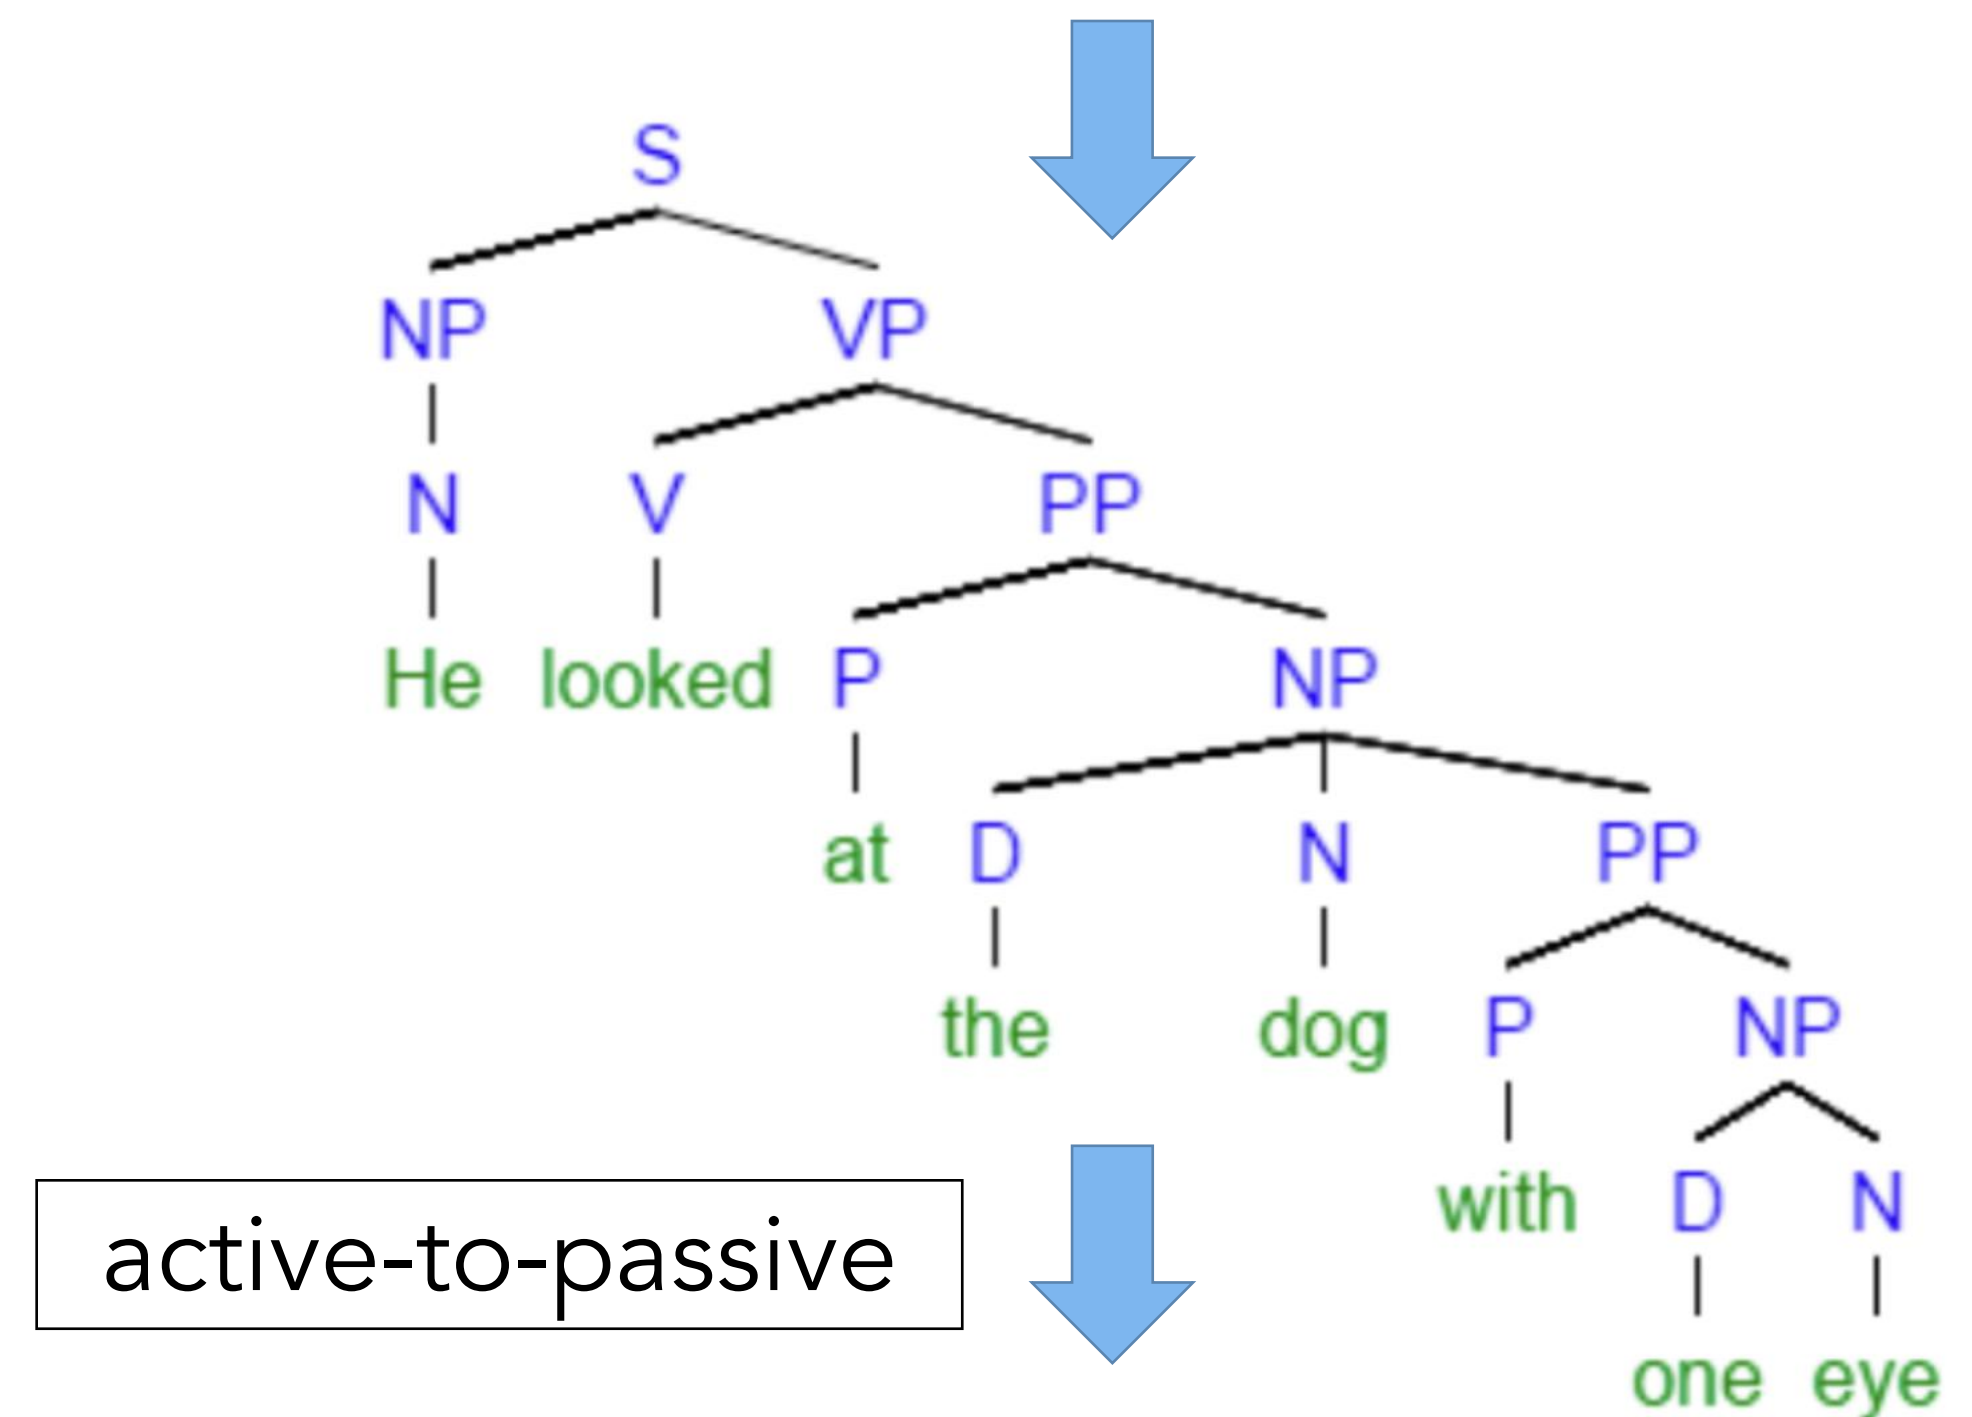 S
NP VP
N V PP
He looked P NP
at D N PP
the dog P NP
with D N
active-to-passive
one eye